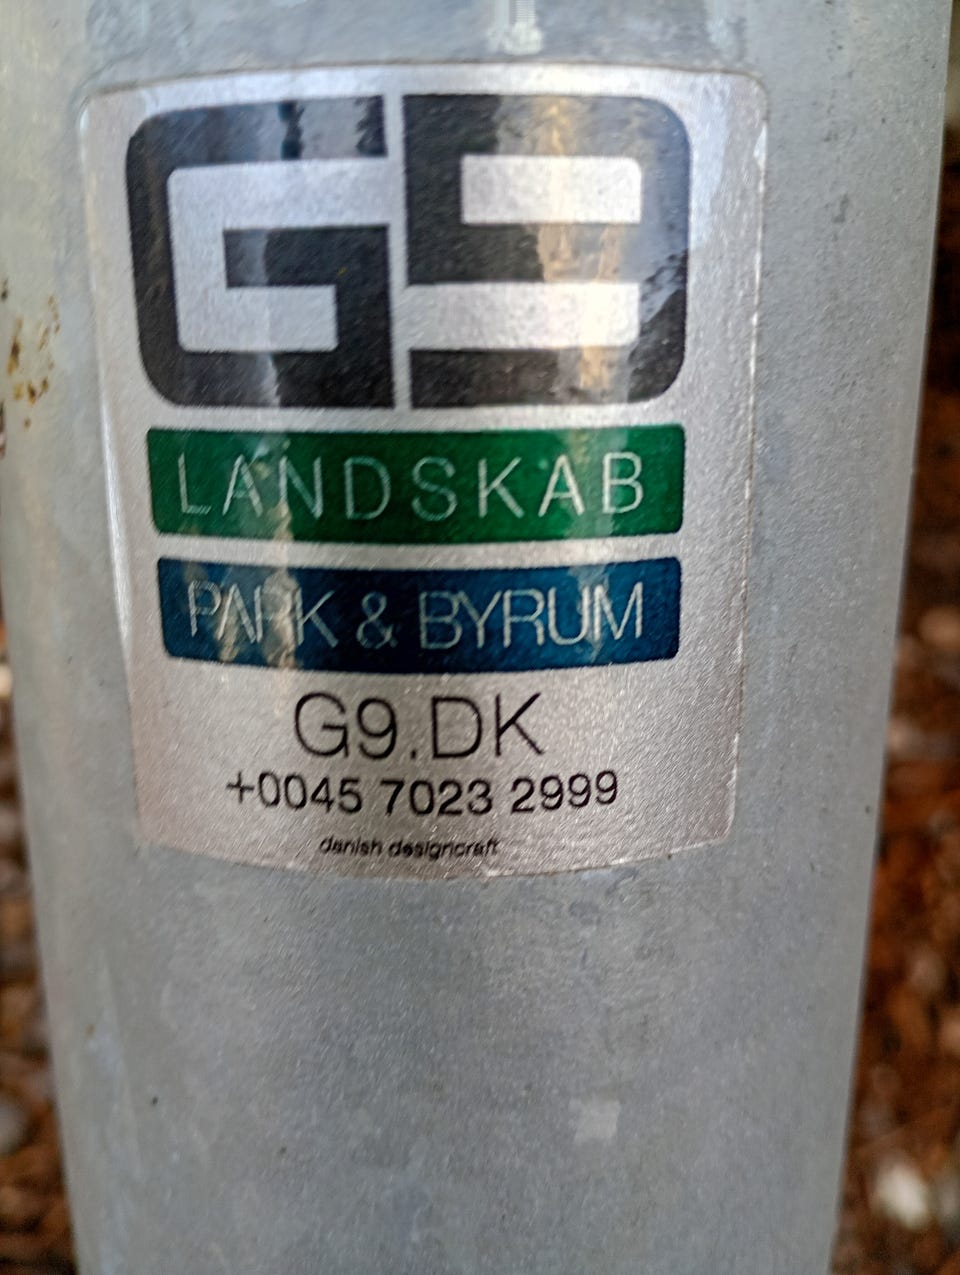 G9
LANDSKAB
PARK & BYRUM
G9.DK
+0045 7023 2999
danish designcraft